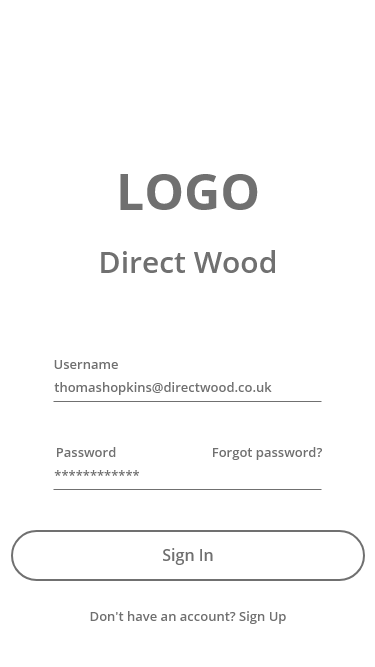 LOGO
Direct Wood
Username
thomashopkins@directwood.co.uk
Password Forgot password?
************
Sign In
Don't have an account? Sign Up